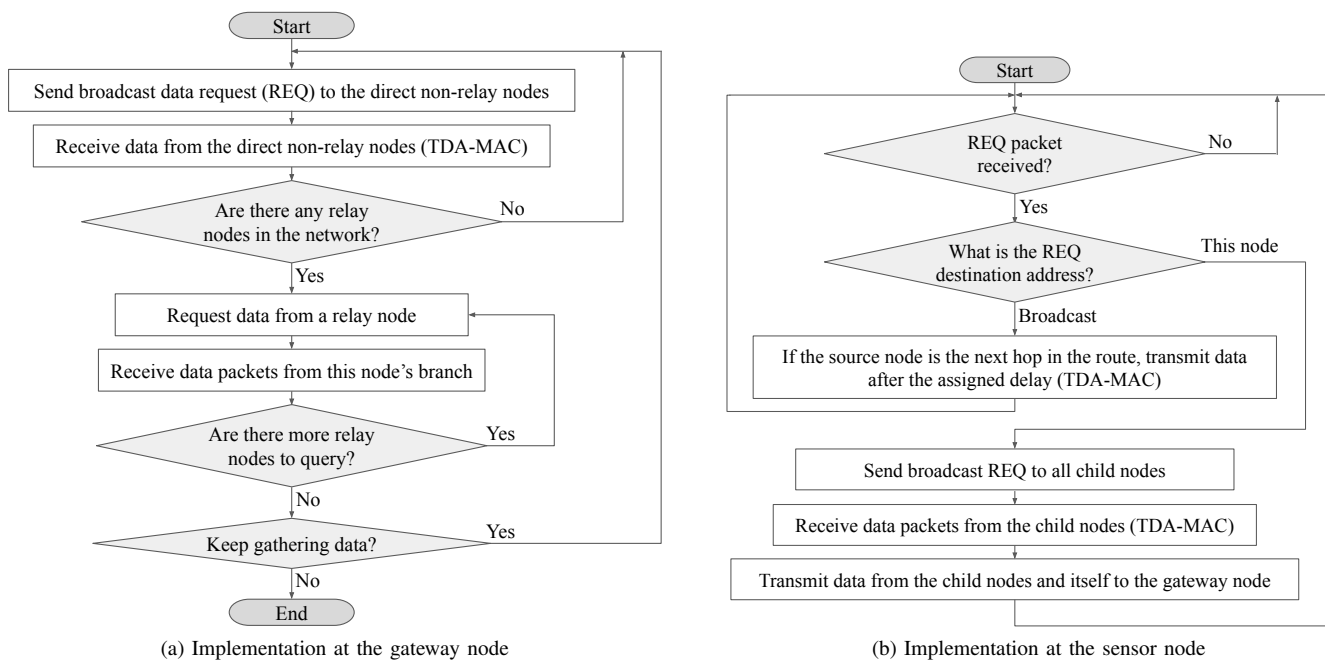 Start
Send broadcast data request (REQ) to the direct non-relay nodes
Receive data from the direct non-relay nodes (TDA-MAC)
Are there any relay
nodes in the network?
No
Yes
Request data from a relay node
Receive data packets from this node's branch
Are there more relay
nodes to query?
Yes
No
Keep gathering data?
Yes
No
End
(a) Implementation at the gateway node
Start
REQ packet
received?
No
Yes
What is the REQ
destination address?
This node
Broadcast
If the source node is the next hop in the route, transmit data
after the assigned delay (TDA-MAC)
Send broadcast REQ to all child nodes
Receive data packets from the child nodes (TDA-MAC)
Transmit data from the child nodes and itself to the gateway node
(b) Implementation at the sensor node